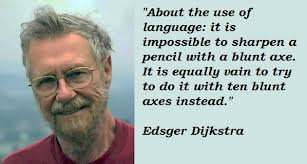 "About the use of
language: it is
impossible to sharpen a
pencil with a blunt axe.
It is equally vain to try
to do it with ten blunt
axes instead."
Edsger Dijkstra